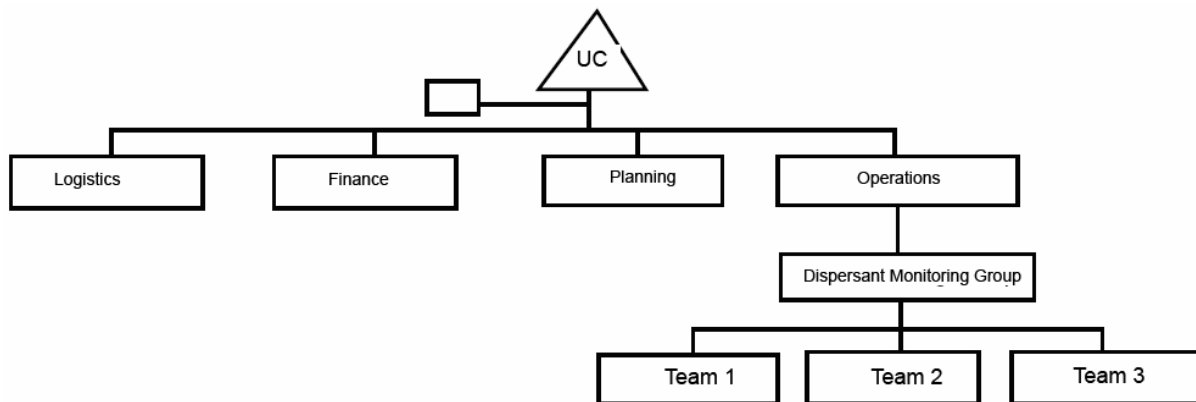 UC
Logistics
Finance
Planning
Operations
Dispersant Monitoring Group
Team 1
Team 2
Team 3